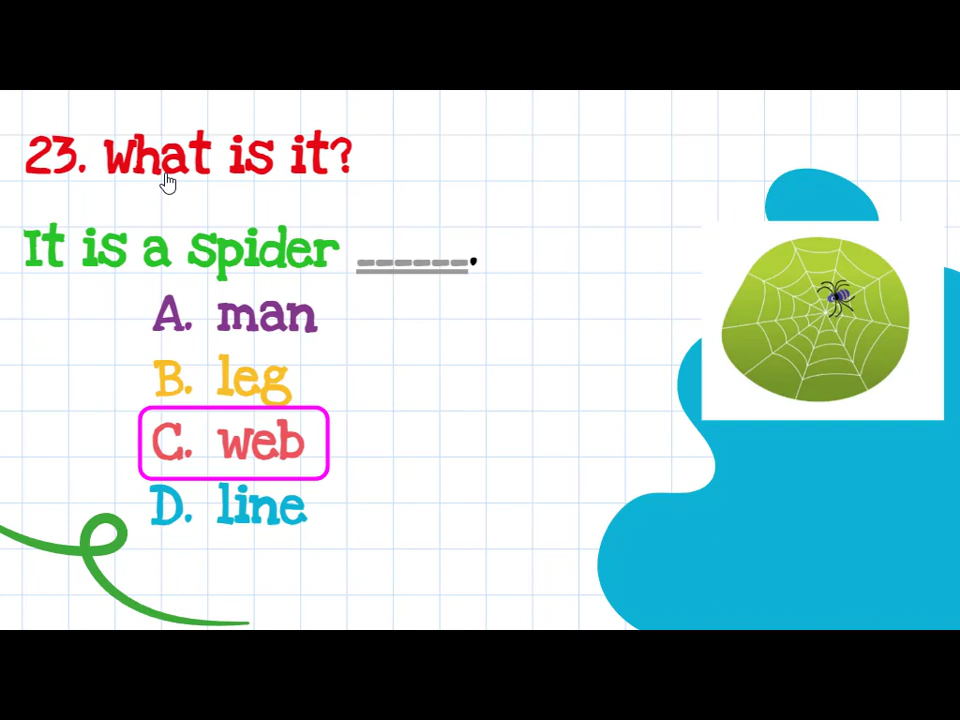 23. What is it?
It is a spider ______.
A. man
B. leg
C. web
D. line